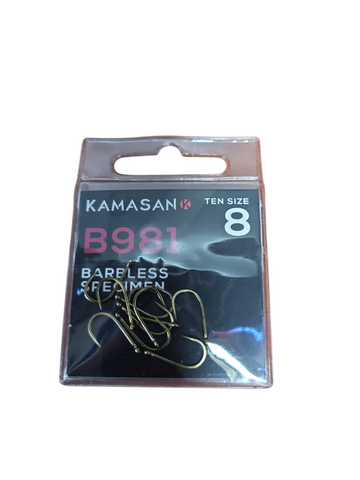 KAMASAN K
TEN SIZE
8
B981
BARBLESS
SPECIMEN